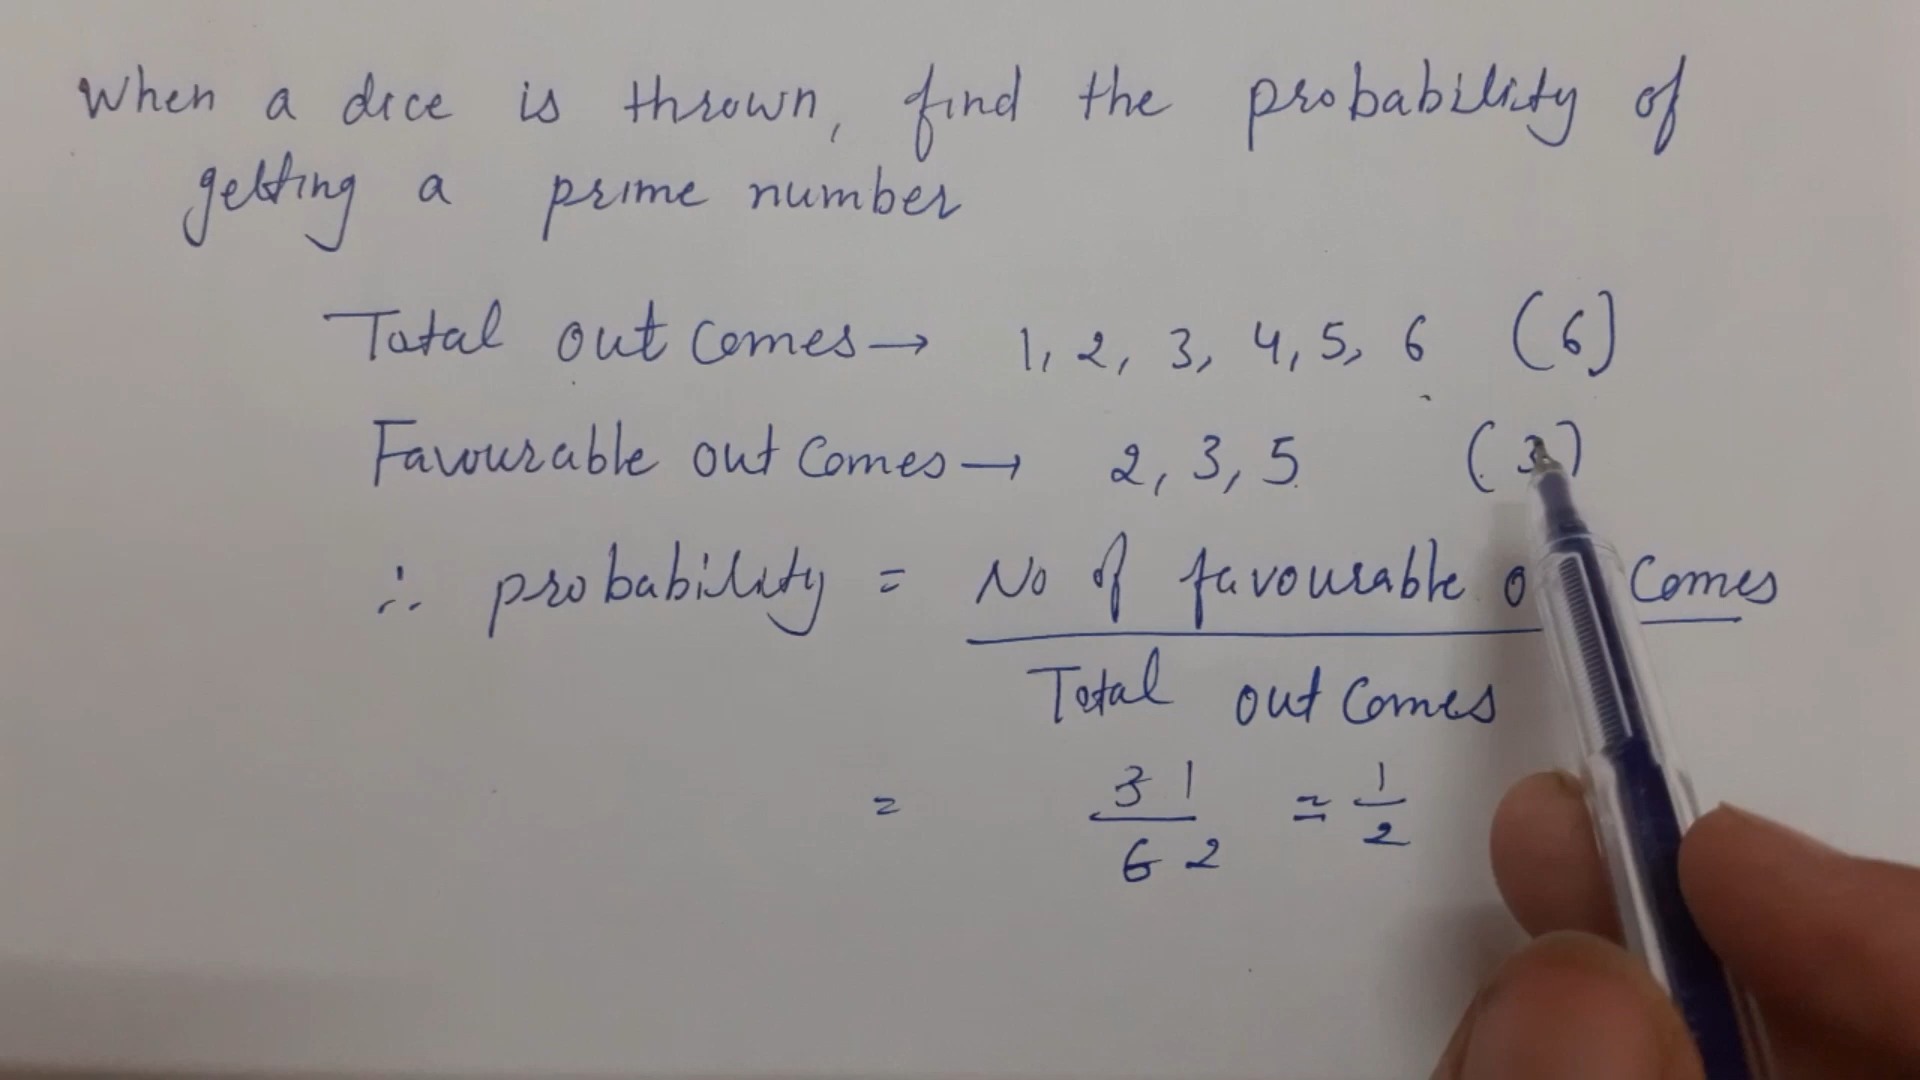 When a dice is thrown, find the probability of
getting a prime number
Total out comes → 1, 2, 3, 4, 5, 6 (6)
Favourable out comes → 2, 3, 5 (3)
∴ probability = No of favourable comes
Total out comes
= 3 1 = 1
6 2 2